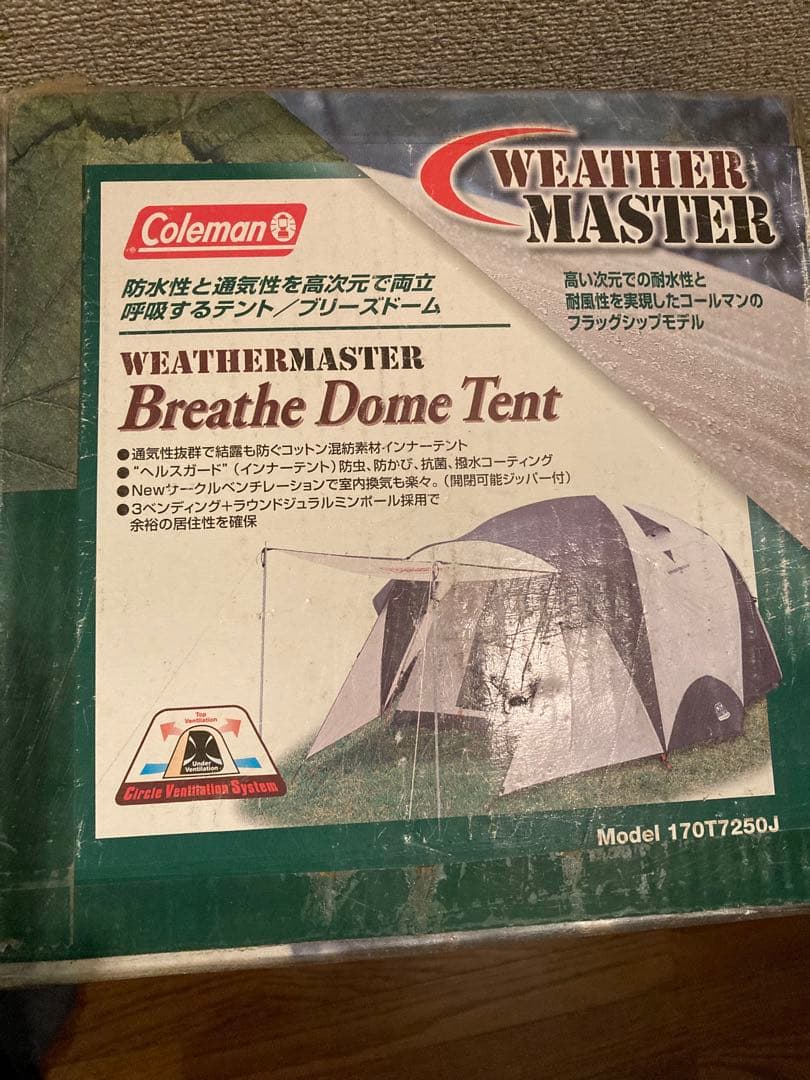 WEATHER
MASTER
Coleman
防水性と通気性を高次元で両立
呼吸するテント／ブリーズドーム
高い次元での耐水性と
耐風性を実現したコールマンの
フラッグシップモデル
WEATHERMASTER
Breathe Dome Tent
●通気性抜群で結露も防ぐコットン混紡素材インナーテント
●"ヘルスガード"（インナーテント）防虫、防かび、抗菌、撥水コーティング
●Newサークルベンチレーションで室内換気も楽々。（開閉可能ジッパー付）
●3ベンディング+ラウンドジュラルミンポール採用で
余裕の居住性を確保
Top
Ventilation
Under
Ventilation
Circle Ventilation System
Model 170T7250J